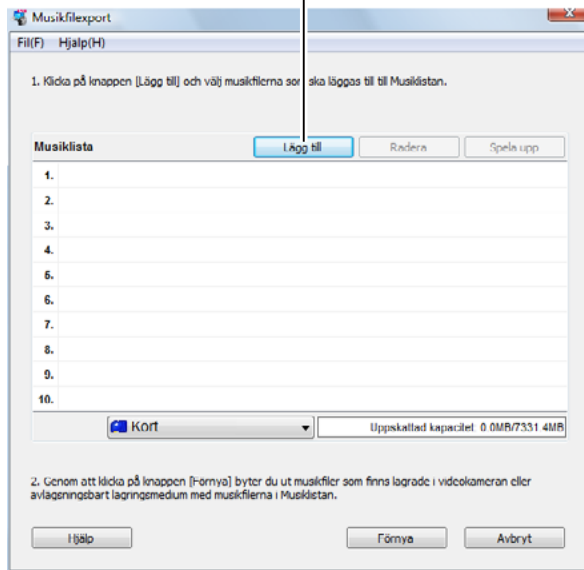 Musikfilexport
Fil(F) Hjälp(H)
1. Klicka på knappen [Lägg till] och välj musikfilerna som ska läggas till till Musiklistan.
Musiklista Lägg till Radera Spela upp
1.
2.
3.
4.
5.
6.
7.
8.
9.
10.
Kort Uppskattad kapacitet 0.0MB/7331.4MB
2. Genom att klicka på knappen [Förnya] byter du ut musikfiler som finns lagrade i videokameran eller
avlägsningsbart lagringsmedium med musikfilerna i Musiklistan.
Hjälp Förnya Avbryt